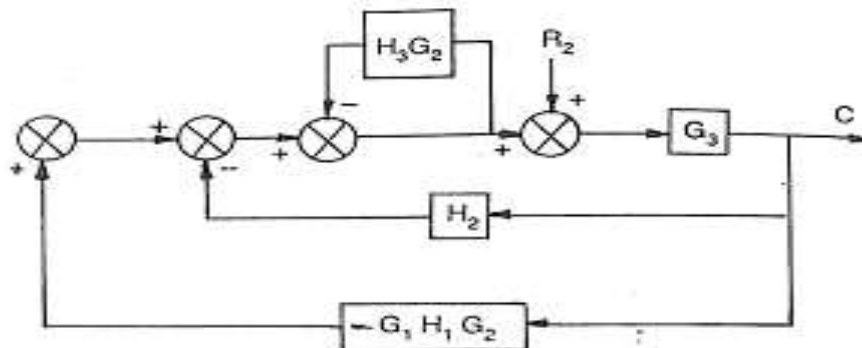 H₃G₂
R₂
−
+
C
+
+
+
G₃
+
--
H₂
− G₁ H₁ G₂